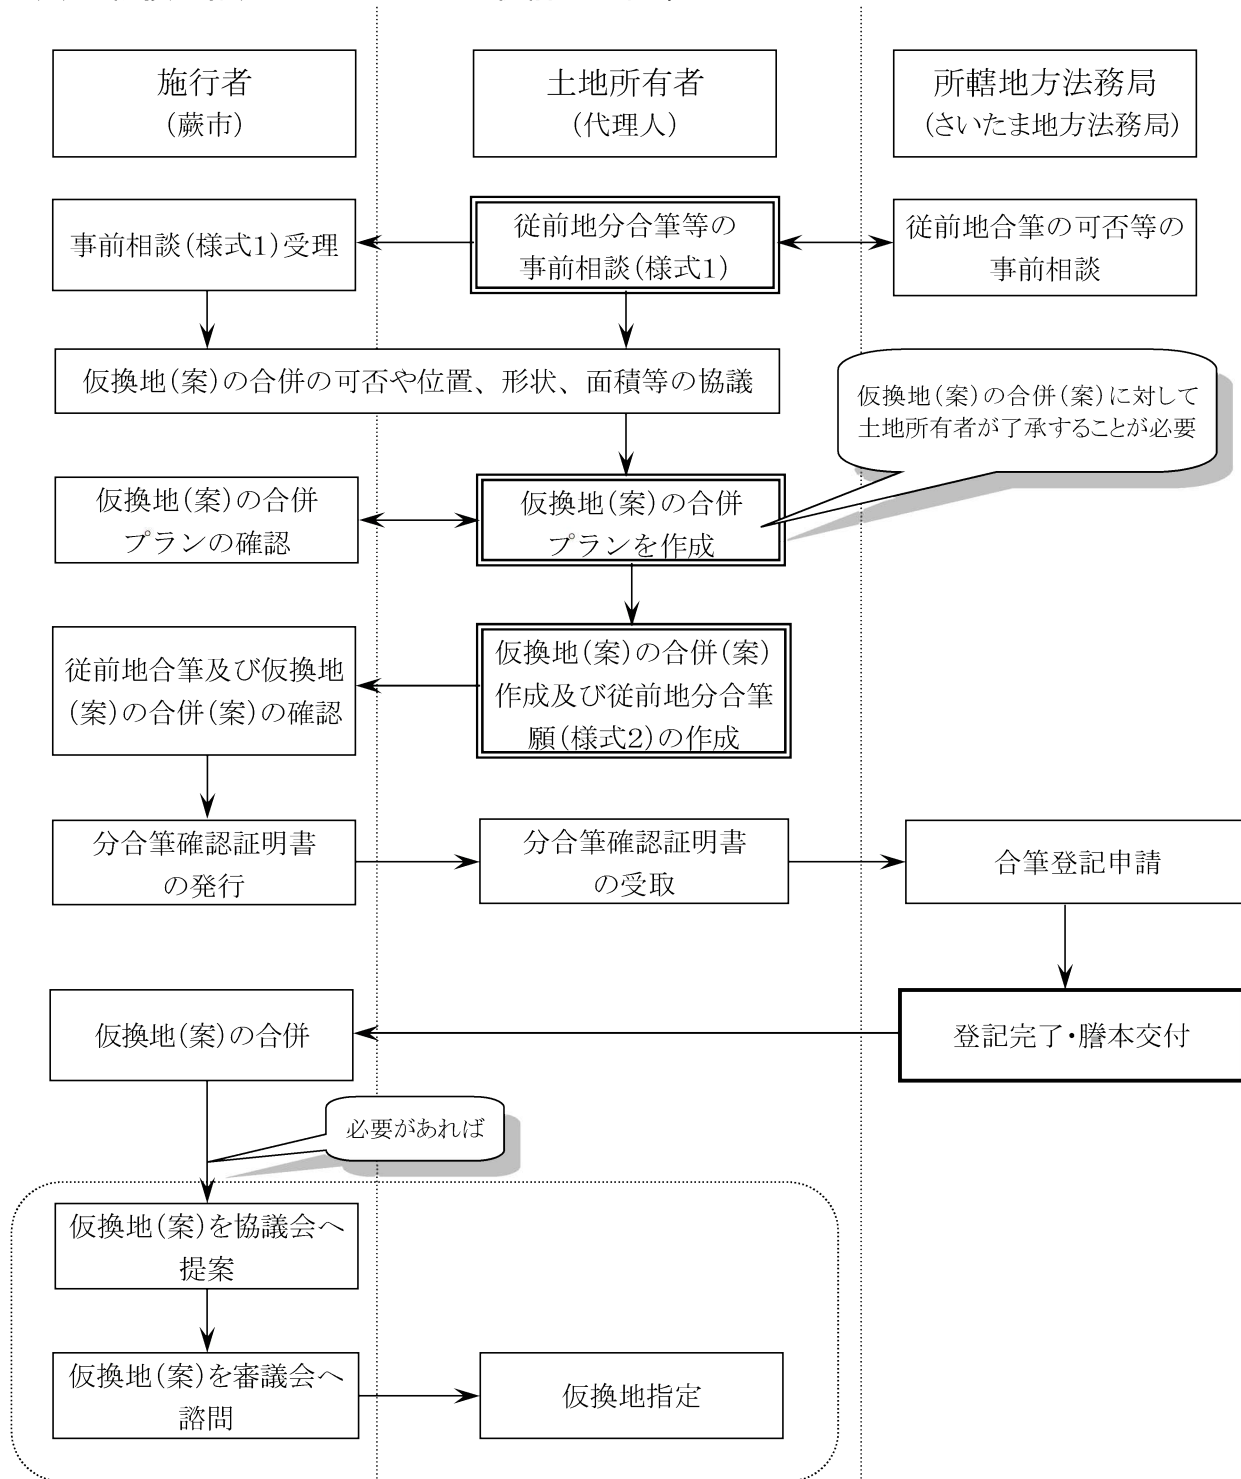 施行者
(蕨市)
土地所有者
(代理人)
所轄地方法務局
(さいたま地方法務局)
事前相談(様式1)受理
従前地分合筆等の
事前相談(様式1)
従前地合筆の可否等の
事前相談
仮換地(案)の合併の可否や位置、形状、面積等の協議
仮換地(案)の合併(案)に対して
土地所有者が了承することが必要
仮換地(案)の合併
プランの確認
仮換地(案)の合併
プランを作成
従前地合筆及び仮換地
(案)の合併(案)の確認
仮換地(案)の合併(案)
作成及び従前地分合筆
願(様式2)の作成
分合筆確認証明書
の発行
分合筆確認証明書
の受取
合筆登記申請
仮換地(案)の合併
登記完了・謄本交付
必要があれば
仮換地(案)を協議会へ
提案
仮換地(案)を審議会へ
諮問
仮換地指定